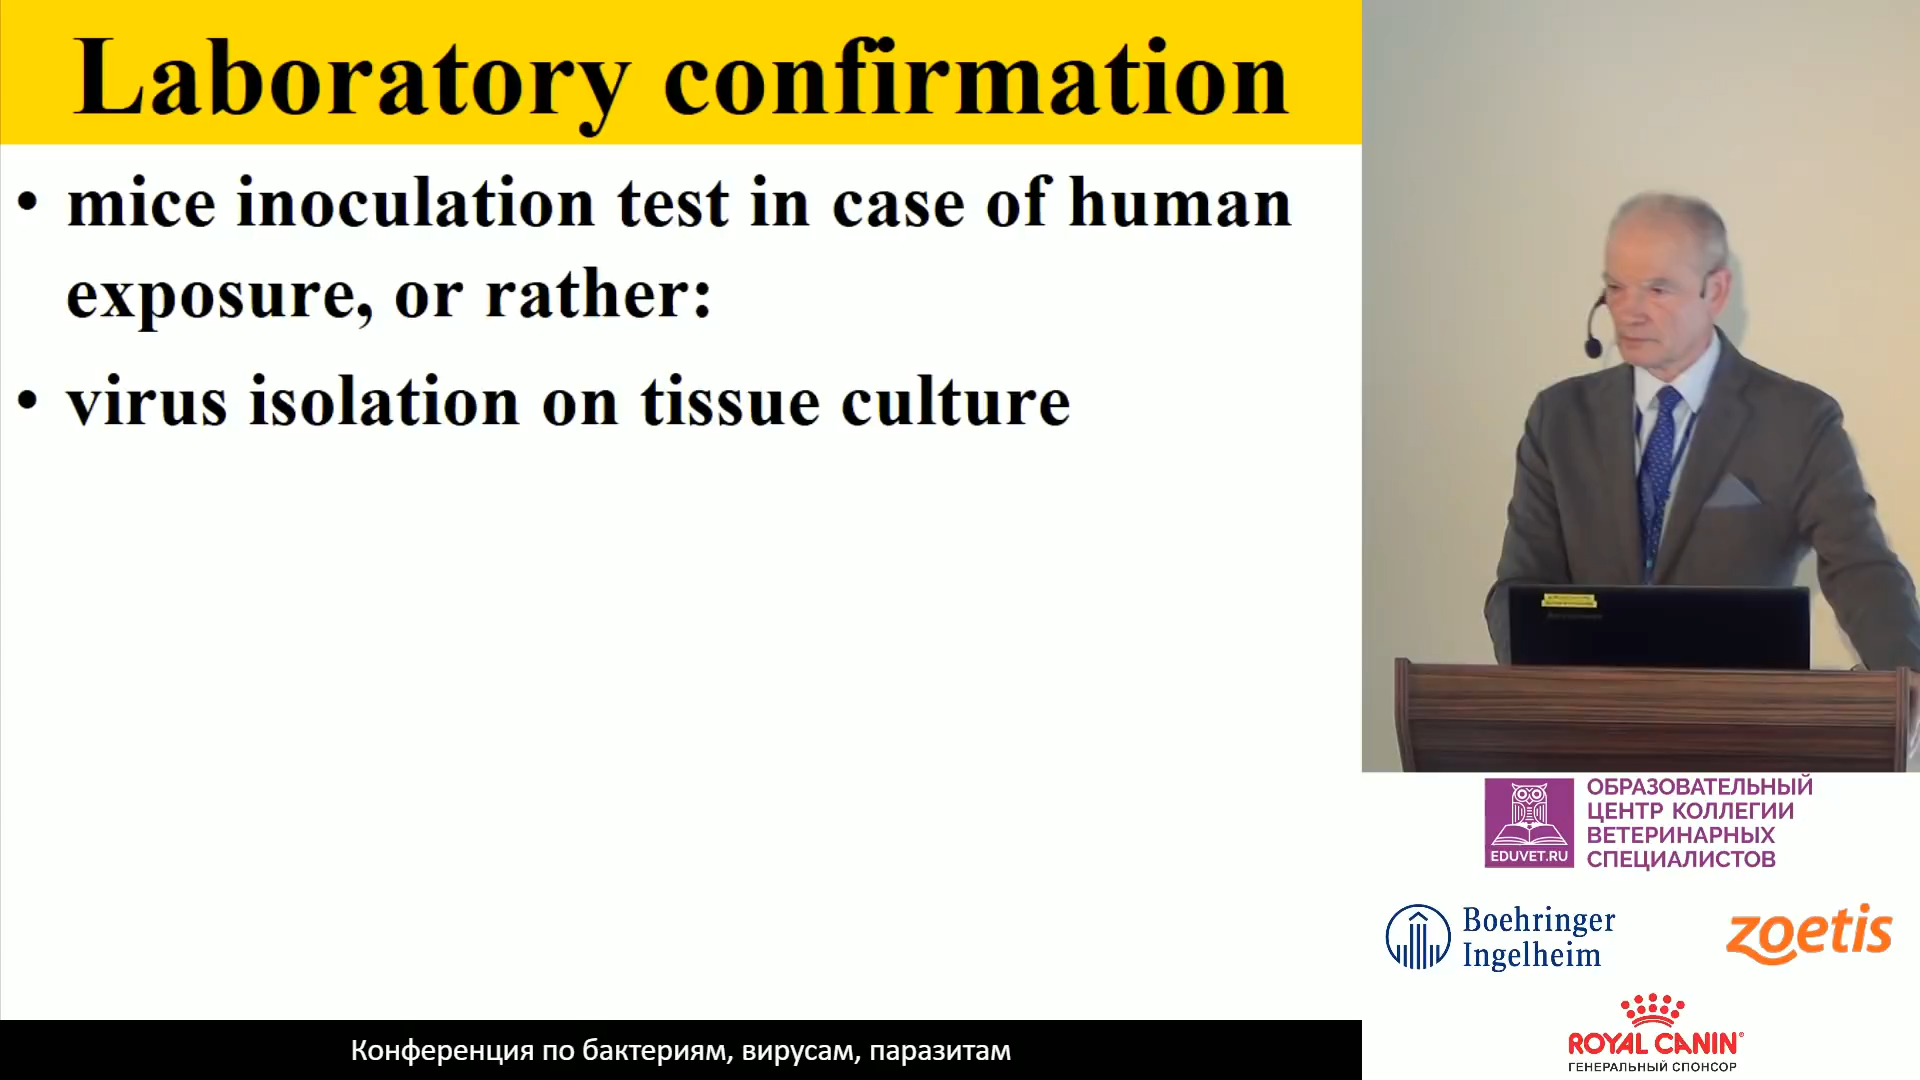 Laboratory confirmation
• mice inoculation test in case of human
exposure, or rather:
• virus isolation on tissue culture
ОБРАЗОВАТЕЛЬНЫЙ
ЦЕНТР КОЛЛЕГИИ
ВЕТЕРИНАРНЫХ
СПЕЦИАЛИСТОВ
EDUVET.RU
Boehringer
Ingelheim
zoetis
ROYAL CANIN
ГЕНЕРАЛЬНЫЙ СПОНСОР
Конференция по бактериям, вирусам, паразитам